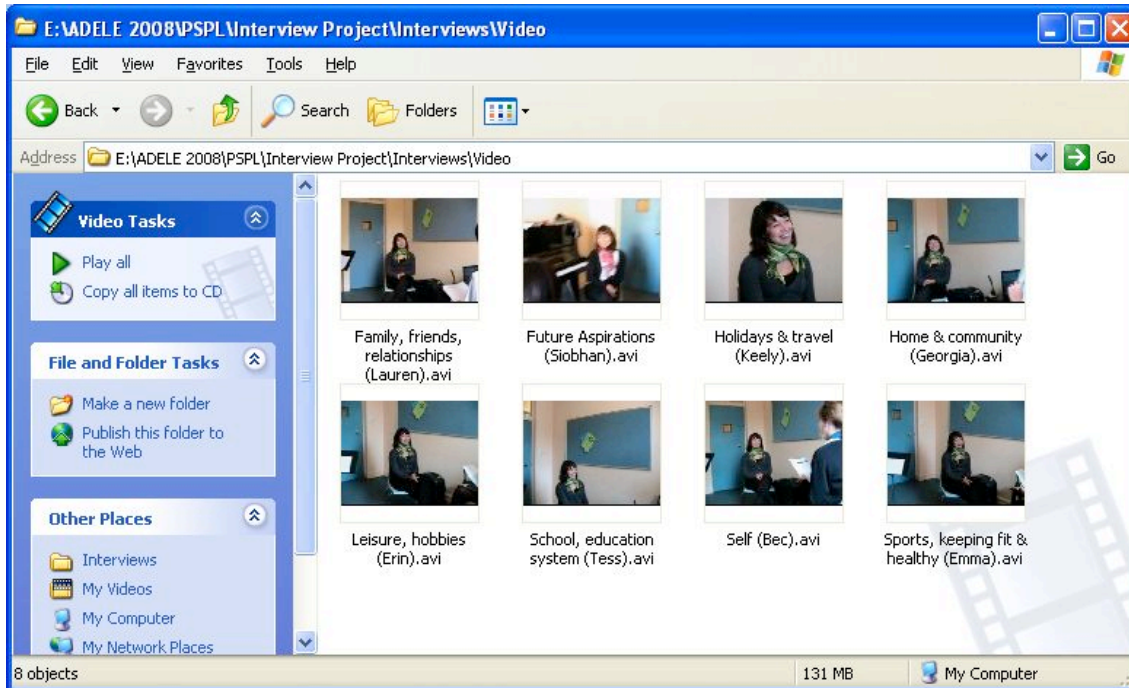 E:\ADELE 2008\PSPL\Interview Project\Interviews\Video
File Edit View Favorites Tools Help
Back Search Folders
Address E:\ADELE 2008\PSPL\Interview Project\Interviews\Video Go
Video Tasks
Play all
Copy all items to CD
File and Folder Tasks
Make a new folder
Publish this folder to
the Web
Other Places
Interviews
My Videos
My Computer
My Network Places
Family, friends,
relationships
(Lauren).avi
Future Aspirations
(Siobhan).avi
Holidays & travel
(Keely).avi
Home & community
(Georgia).avi
Leisure, hobbies
(Erin).avi
School, education
system (Tess).avi
Self (Bec).avi
Sports, keeping fit &
healthy (Emma).avi
8 objects 131 MB My Computer